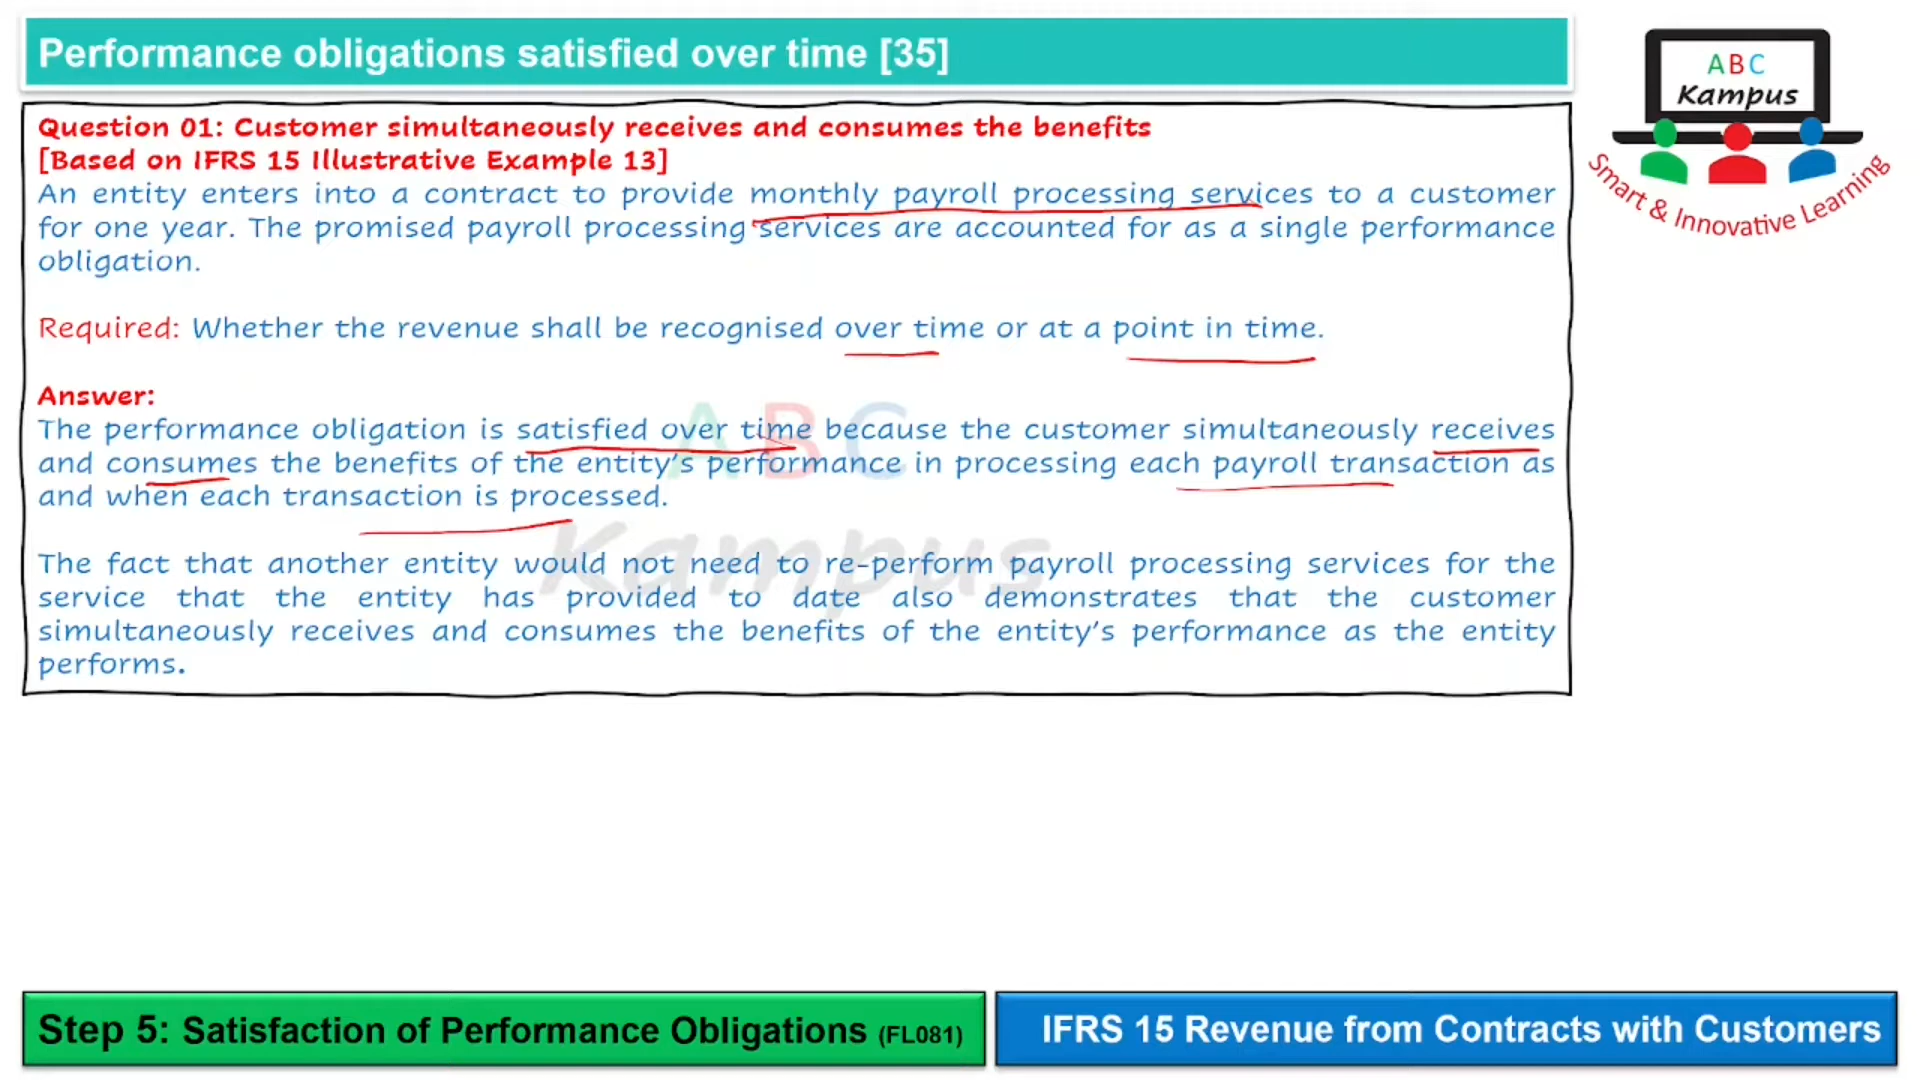 Performance obligations satisfied over time [35]
ABC
Kampus
Smart & Innovative Learning
Question 01: Customer simultaneously receives and consumes the benefits
[Based on IFRS 15 Illustrative Example 13]
An entity enters into a contract to provide monthly payroll processing services to a customer
for one year. The promised payroll processing services are accounted for as a single performance
obligation.
Required: Whether the revenue shall be recognised over time or at a point in time.
Answer:
The performance obligation is satisfied over time because the customer simultaneously receives
and consumes the benefits of the entity's performance in processing each payroll transaction as
and when each transaction is processed.
The fact that another entity would not need to re-perform payroll processing services for the
service that the entity has provided to date also demonstrates that the customer
simultaneously receives and consumes the benefits of the entity's performance as the entity
performs.
ABC
Kampus
Step 5: Satisfaction of Performance Obligations (FL081)
IFRS 15 Revenue from Contracts with Customers